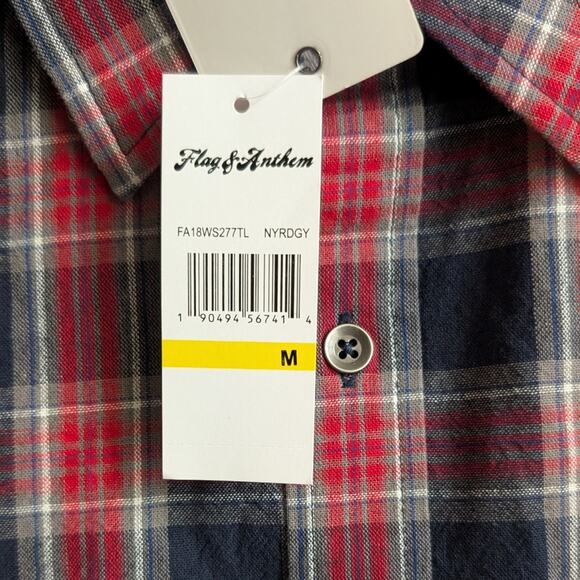 Flag & Anthem
FA18WS277TL NYRDGY
1 90494 56741 4
M